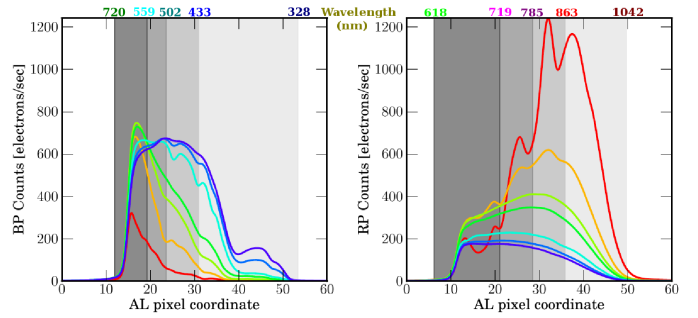 720 559 502 433 328 Wavelength (nm) 618 719 785 863 1042
1200
1000
800
600
400
200
0
BP Counts [electrons/sec]
0 10 20 30 40 50 60
AL pixel coordinate
1200
1000
800
600
400
200
0
RP Counts [electrons/sec]
0 10 20 30 40 50 60
AL pixel coordinate